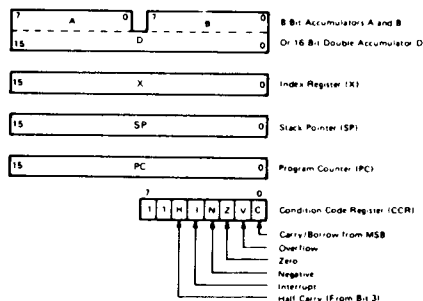 7 A 0 7 B 0 8 Bit Accumulators A and B
15 D 0 Or 16 Bit Double Accumulator D
15 X 0 Index Register (X)
15 SP 0 Stack Pointer (SP)
15 PC 0 Program Counter (PC)
7 0
1 1 H I N Z V C Condition Code Register (CCR)
Carry/Borrow from MSB
Overflow
Zero
Negative
Interrupt
Half Carry (From Bit 3)